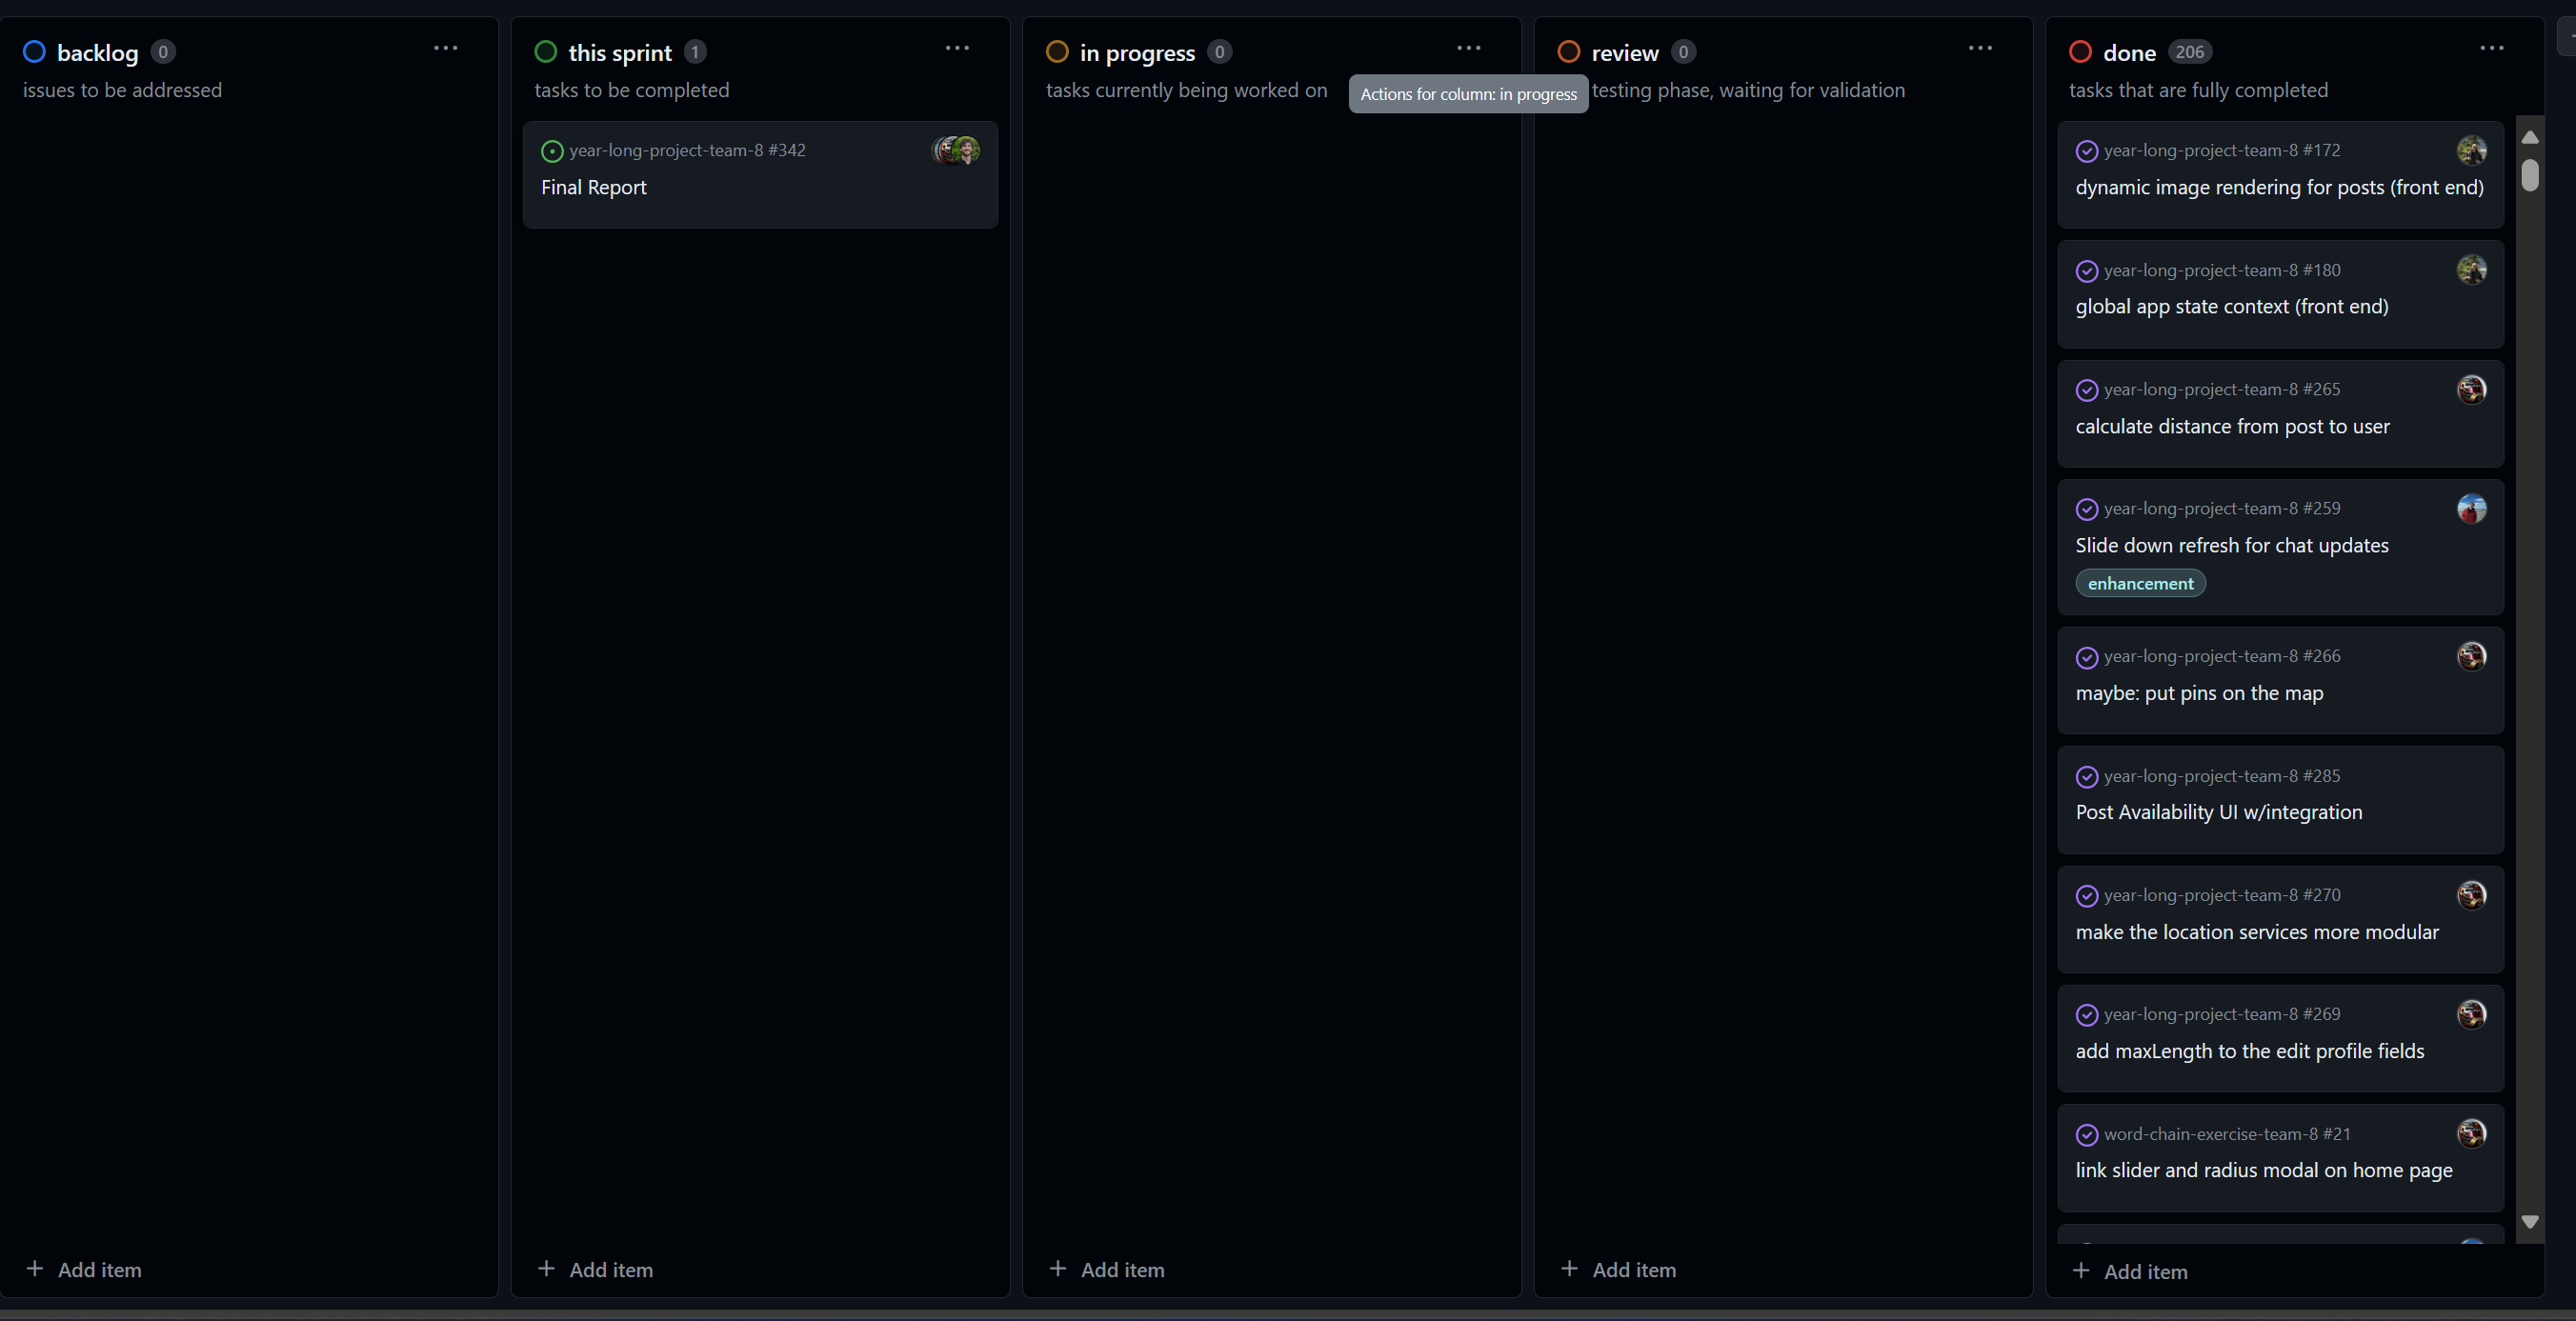 backlog 0
issues to be addressed
Add item
this sprint 1
tasks to be completed
year-long-project-team-8 #342
Final Report
Add item
in progress 0
tasks currently being worked on
Actions for column: in progress
Add item
review 0
testing phase, waiting for validation
Add item
done 206
tasks that are fully completed
year-long-project-team-8 #172
dynamic image rendering for posts (front end)
year-long-project-team-8 #180
global app state context (front end)
year-long-project-team-8 #265
calculate distance from post to user
year-long-project-team-8 #259
Slide down refresh for chat updates
enhancement
year-long-project-team-8 #266
maybe: put pins on the map
year-long-project-team-8 #285
Post Availability UI w/integration
year-long-project-team-8 #270
make the location services more modular
year-long-project-team-8 #269
add maxLength to the edit profile fields
word-chain-exercise-team-8 #21
link slider and radius modal on home page
Add item